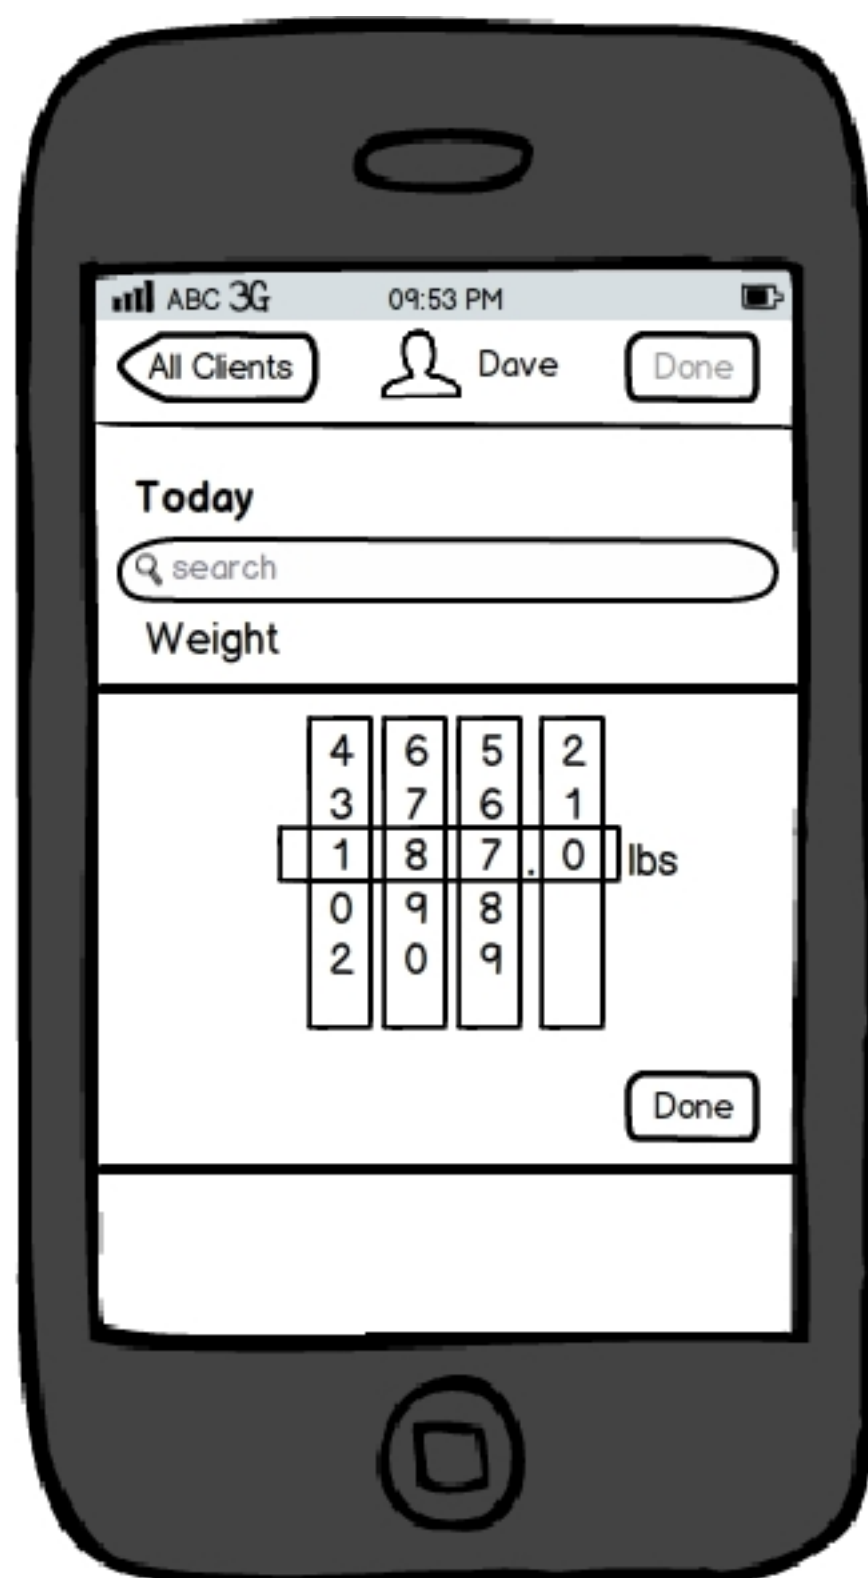 ABC 3G 09:53 PM
All Clients Dave Done
Today
search
Weight
4 6 5 2
3 7 6 1
1 8 7 . 0 lbs
0 9 8
2 0 9
Done